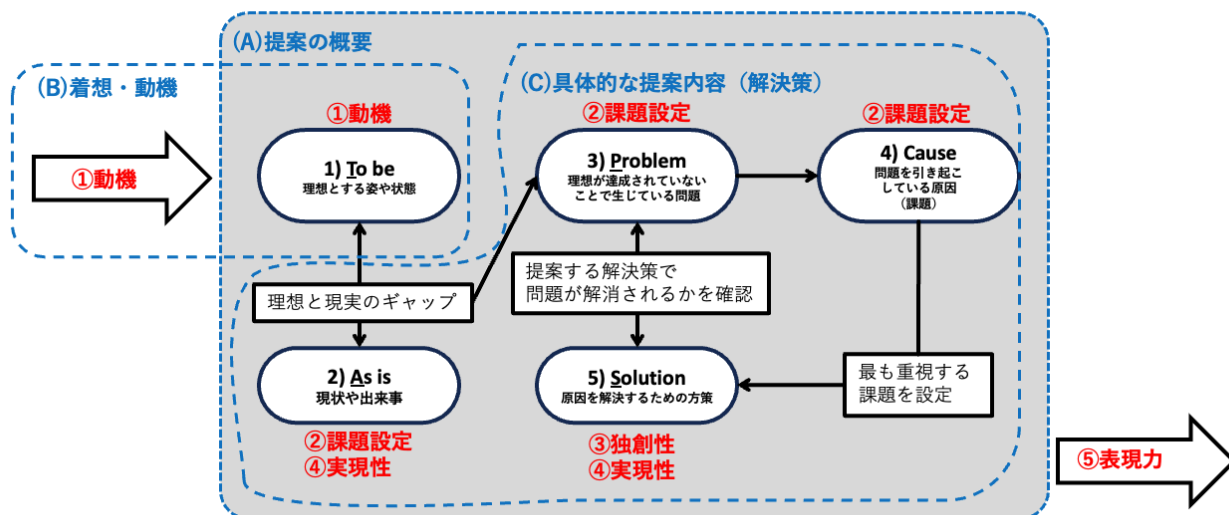 (A)提案の概要
(B)着想・動機
(C)具体的な提案内容（解決策）
①動機
①動機
1) To be
理想とする姿や状態
②課題設定
3) Problem
理想が達成されていない
ことで生じている問題
②課題設定
4) Cause
問題を引き起こ
している原因
（課題）
理想と現実のギャップ
提案する解決策で
問題が解消されるかを確認
2) As is
現状や出来事
②課題設定
④実現性
5) Solution
原因を解決するための方策
③独創性
④実現性
最も重視する
課題を設定
⑤表現力